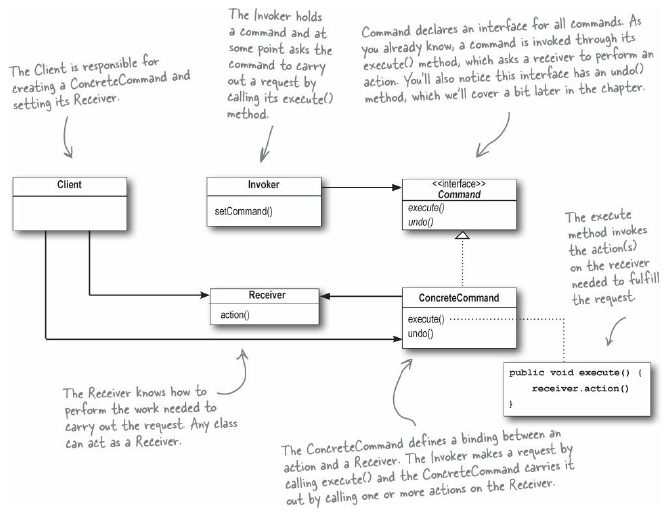 The Client is responsible for
creating a ConcreteCommand and
setting its Receiver.
The Invoker holds
a command and at
some point asks the
command to carry
out a request by
calling its execute()
method.
Command declares an interface for all commands. As
you already know, a command is invoked through its
execute() method, which asks a receiver to perform an
action. You'll also notice this interface has an undo()
method, which we'll cover a bit later in the chapter.
Client
Invoker
setCommand()
<<interface>>
Command
execute()
undo()
The execute
method invokes
the action(s)
on the receiver
needed to fulfill
the request.
Receiver
action()
ConcreteCommand
execute()
undo()
public void execute() {
receiver.action()
}
The Receiver knows how to
perform the work needed to
carry out the request. Any class
can act as a Receiver.
The ConcreteCommand defines a binding between an
action and a Receiver. The Invoker makes a request by
calling execute() and the ConcreteCommand carries it
out by calling one or more actions on the Receiver.